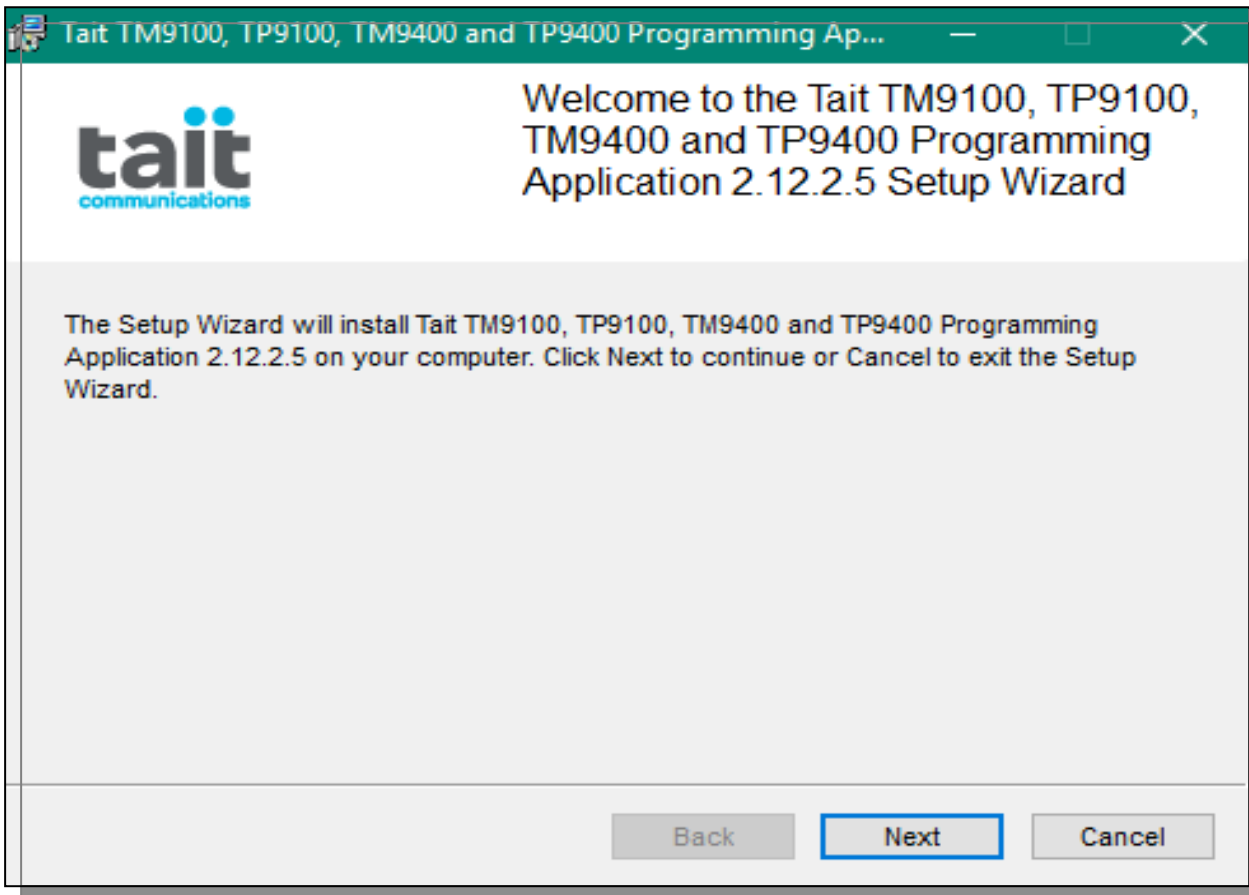 Tait TM9100, TP9100, TM9400 and TP9400 Programming Ap...
tait
communications
Welcome to the Tait TM9100, TP9100,
TM9400 and TP9400 Programming
Application 2.12.2.5 Setup Wizard
The Setup Wizard will install Tait TM9100, TP9100, TM9400 and TP9400 Programming
Application 2.12.2.5 on your computer. Click Next to continue or Cancel to exit the Setup
Wizard.
Back Next Cancel